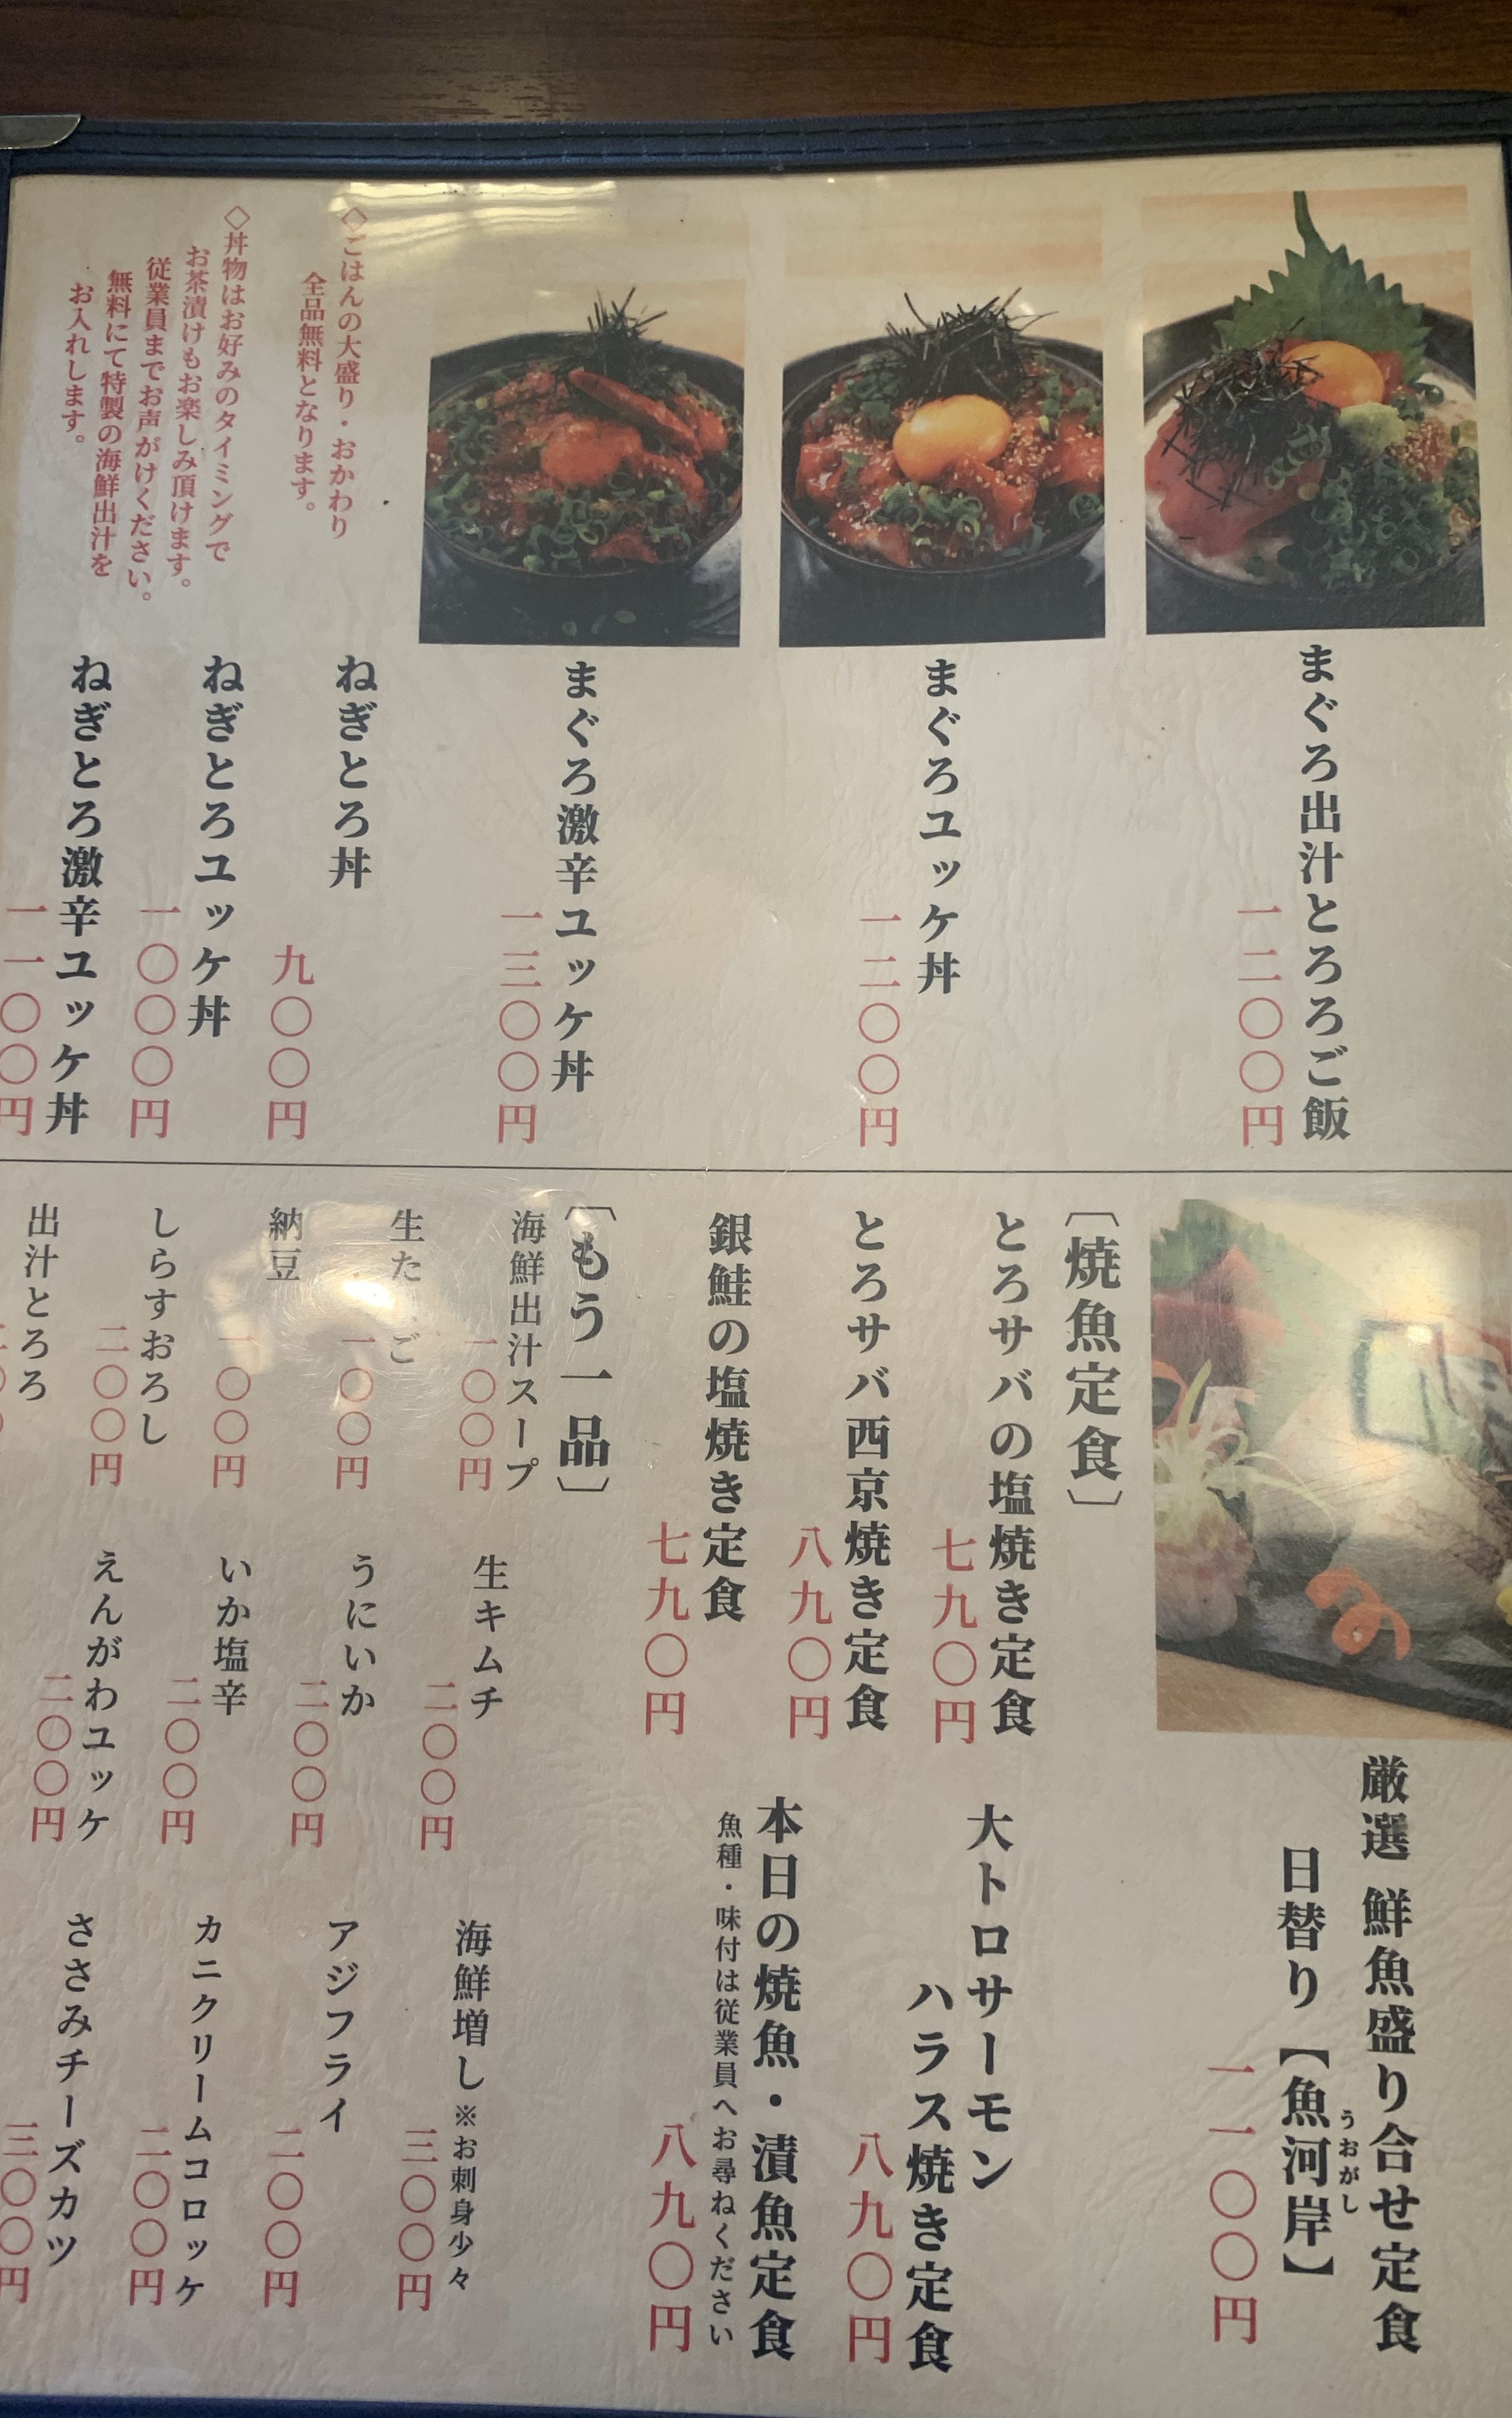 まぐろ出汁とろろご飯
一二〇〇円
まぐろユッケ丼
一二〇〇円
まぐろ激辛ユッケ丼
一三〇〇円
◇ごはんの大盛り・おかわり
全品無料となります。
ねぎとろ丼
九〇〇円
◇丼物はお好みのタイミングで
お茶漬けもお楽しみ頂けます。
従業員までお声がけください。
無料にて特製の海鮮出汁を
お入れします。
ねぎとろユッケ丼
一〇〇〇円
ねぎとろ激辛ユッケ丼
一一〇〇円
厳選 鮮魚盛り合せ定食
日替り【魚河岸】
うおがし
一一〇〇円
〔焼魚定食〕
とろサバの塩焼き定食
七九〇円
とろサバ西京焼き定食
八九〇円
銀鮭の塩焼き定食
七九〇円
大トロサーモン
ハラス焼き定食
八九〇円
本日の焼魚・漬魚定食
魚種・味付は従業員へお尋ねください
八九〇円
〔もう一品〕
海鮮出汁スープ
一〇〇円
生た ご
一〇〇円
納豆
一〇〇円
しらすおろし
二〇〇円
出汁とろろ
生キムチ
二〇〇円
うにいか
二〇〇円
いか塩辛
二〇〇円
えんがわユッケ
二〇〇円
海鮮増し※お刺身少々
三〇〇円
アジフライ
二〇〇円
カニクリームコロッケ
二〇〇円
ささみチーズカツ
三〇〇円